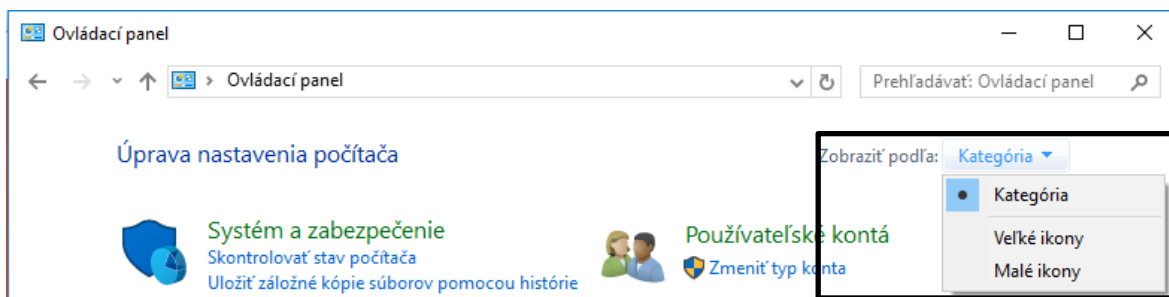 Ovládací panel
Ovládací panel
Prehľadávať: Ovládací panel
Úprava nastavenia počítača
Zobraziť podľa: Kategória
Kategória
Veľké ikony
Malé ikony
Systém a zabezpečenie
Skontrolovať stav počítača
Uložiť záložné kópie súborov pomocou histórie
Používateľské kontá
Zmeniť typ konta